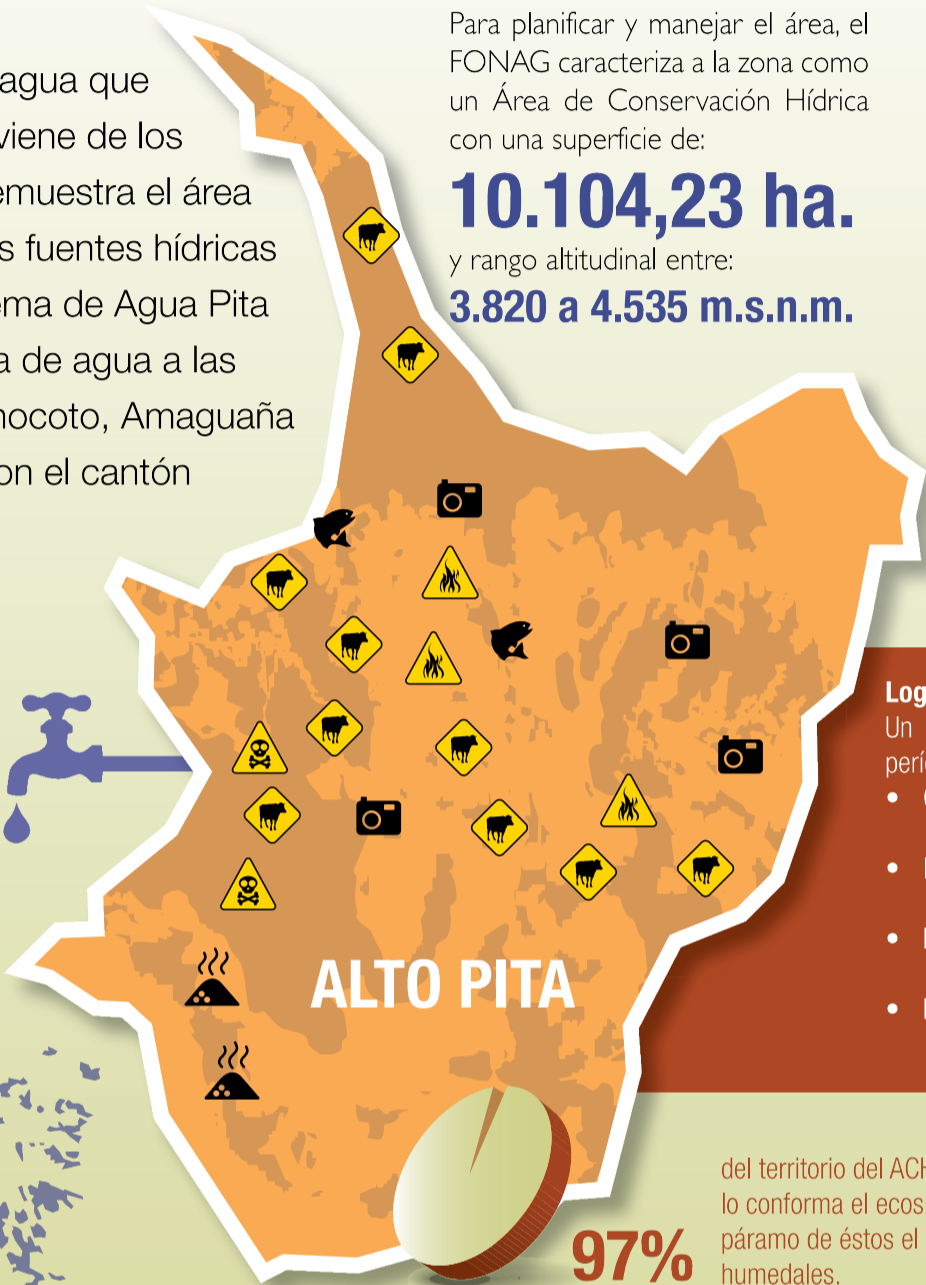 agua que
viene de los
emuestra el área
s fuentes hídricas
ema de Agua Pita
a de agua a las
nocoto, Amaguaña
on el cantón
Para planificar y manejar el área, el
FONAG caracteriza a la zona como
un Área de Conservación Hídrica
con una superficie de:
10.104,23 ha.
y rango altitudinal entre:
3.820 a 4.535 m.s.n.m.
Log
Un
perí
ALTO PITA
97%
del territorio del ACH
lo conforma el ecos
páramo de éstos el
humedales.